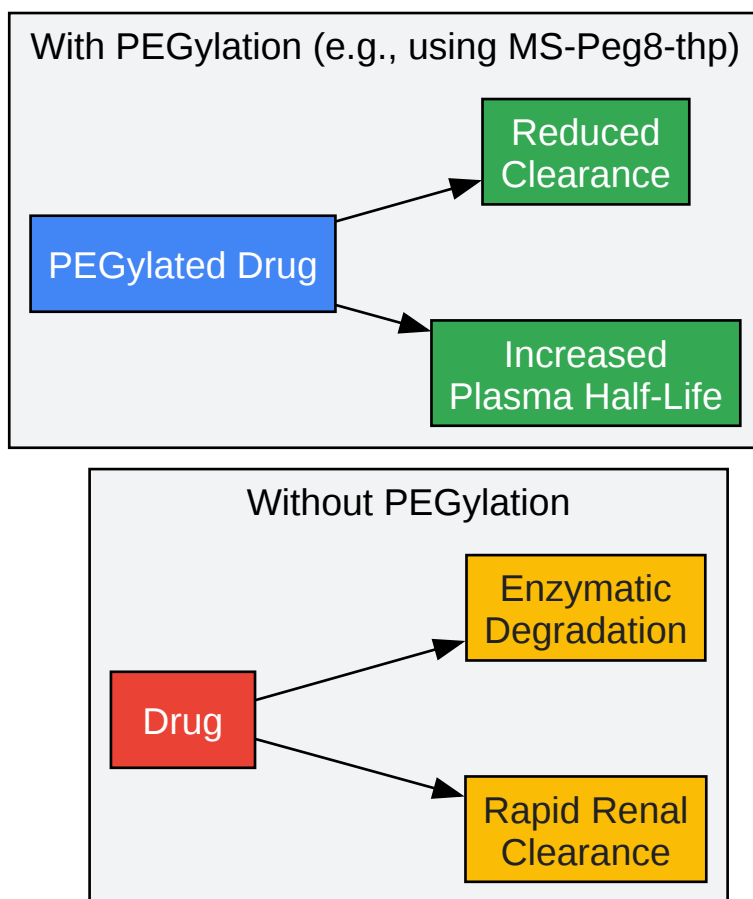 With PEGylation (e.g., using MS-Peg8-thp)
Reduced
Clearance
PEGylated Drug
Increased
Plasma Half-Life
Without PEGylation
Enzymatic
Degradation
Drug
Rapid Renal
Clearance